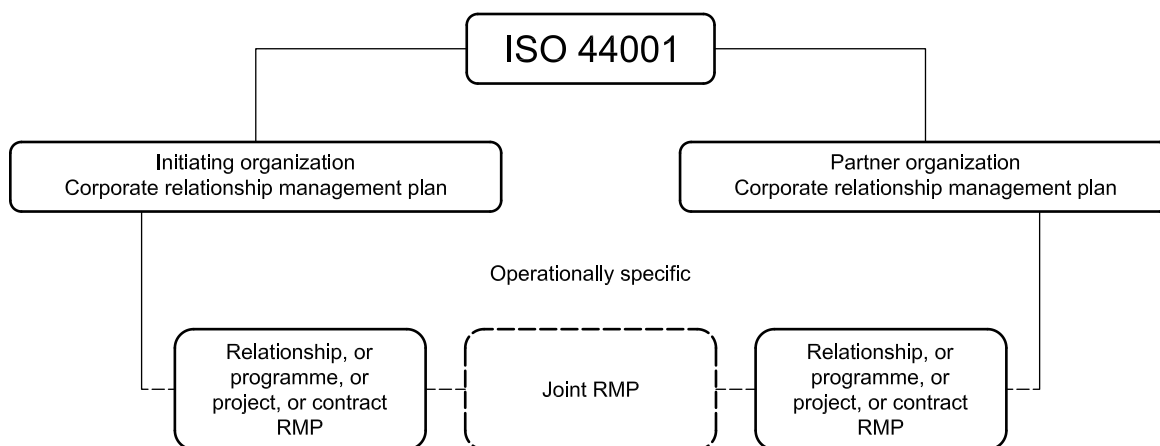 ISO 44001
Initiating organization
Corporate relationship management plan
Partner organization
Corporate relationship management plan
Operationally specific
Relationship, or
programme, or
project, or contract
RMP
Joint RMP
Relationship, or
programme, or
project, or contract
RMP